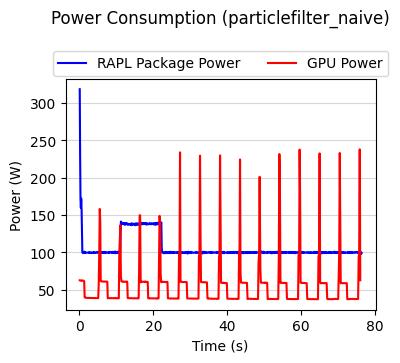 Power Consumption (particlefilter_naive)
RAPL Package Power
GPU Power
Power (W)
300
250
200
150
100
50
0
20
40
60
80
Time (s)